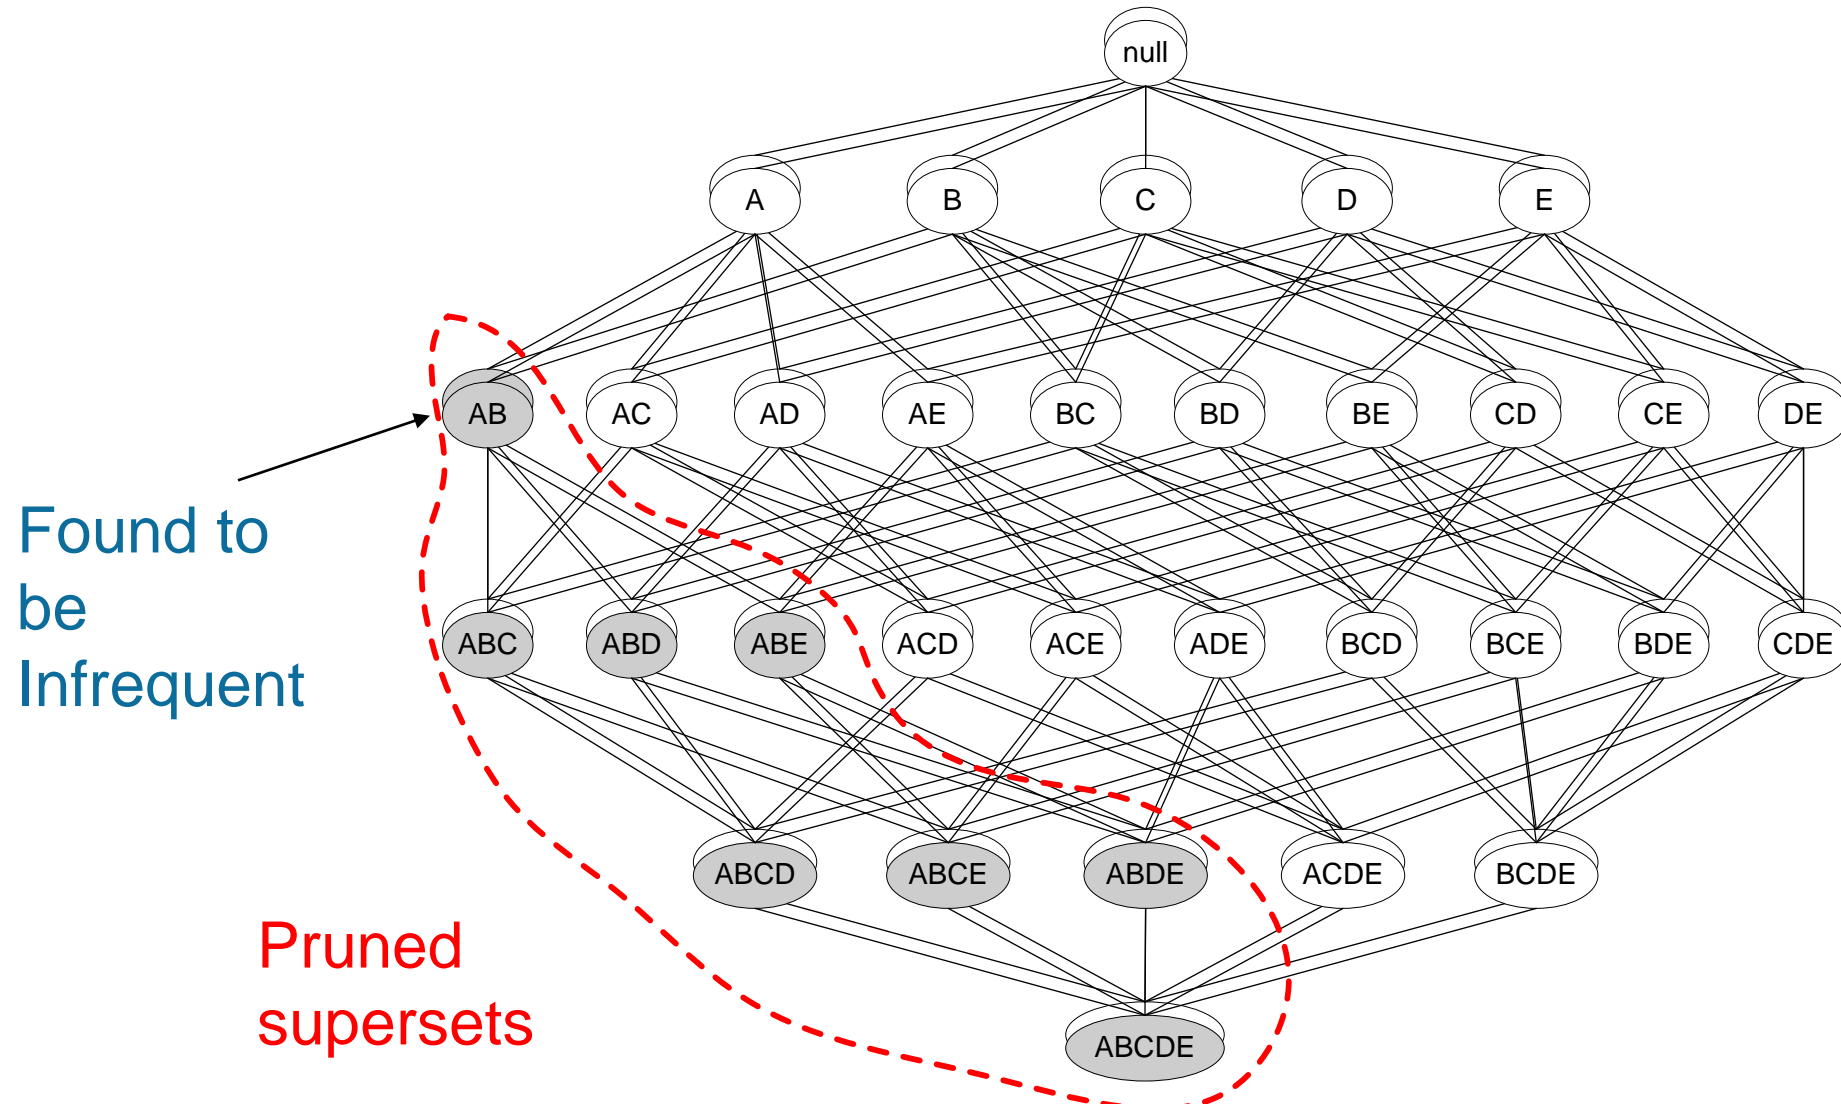 null
A B C D E
AB AC AD AE BC BD BE CD CE DE
Found to
be
Infrequent
ABC ABD ABE ACD ACE ADE BCD BCE BDE CDE
ABCD ABCE ABDE ACDE BCDE
Pruned
supersets
ABCDE